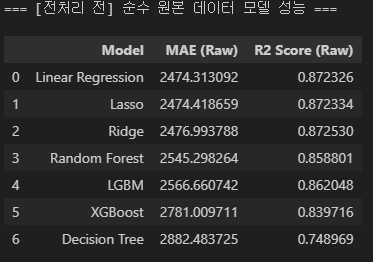 === [전처리 전] 순수 원본 데이터 모델 성능 ===
Model MAE (Raw) R2 Score (Raw)
0 Linear Regression 2474.313092 0.872326
1 Lasso 2474.418659 0.872334
2 Ridge 2476.993788 0.872530
3 Random Forest 2545.298264 0.858801
4 LGBM 2566.660742 0.862048
5 XGBoost 2781.009711 0.839716
6 Decision Tree 2882.483725 0.748969